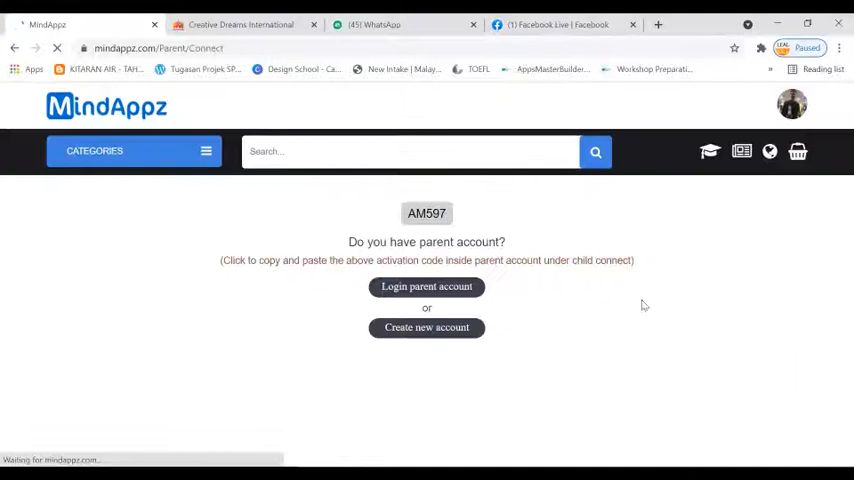 MindAppz
Creative Dreams International
(45) WhatsApp
(1) Facebook Live | Facebook
mindappz.com/Parent/Connect
Paused
Apps
KITARAN AIR - TAH...
Tugasan Projek SP...
Design School - Ca...
New Intake | Malay...
TOEFL
AppsMasterBuilder...
Workshop Preparati...
»
Reading list
MindAppz
CATEGORIES
Search...
AM597
Do you have parent account?
(Click to copy and paste the above activation code inside parent account under child connect)
Login parent account
or
Create new account
Waiting for mindappz.com...